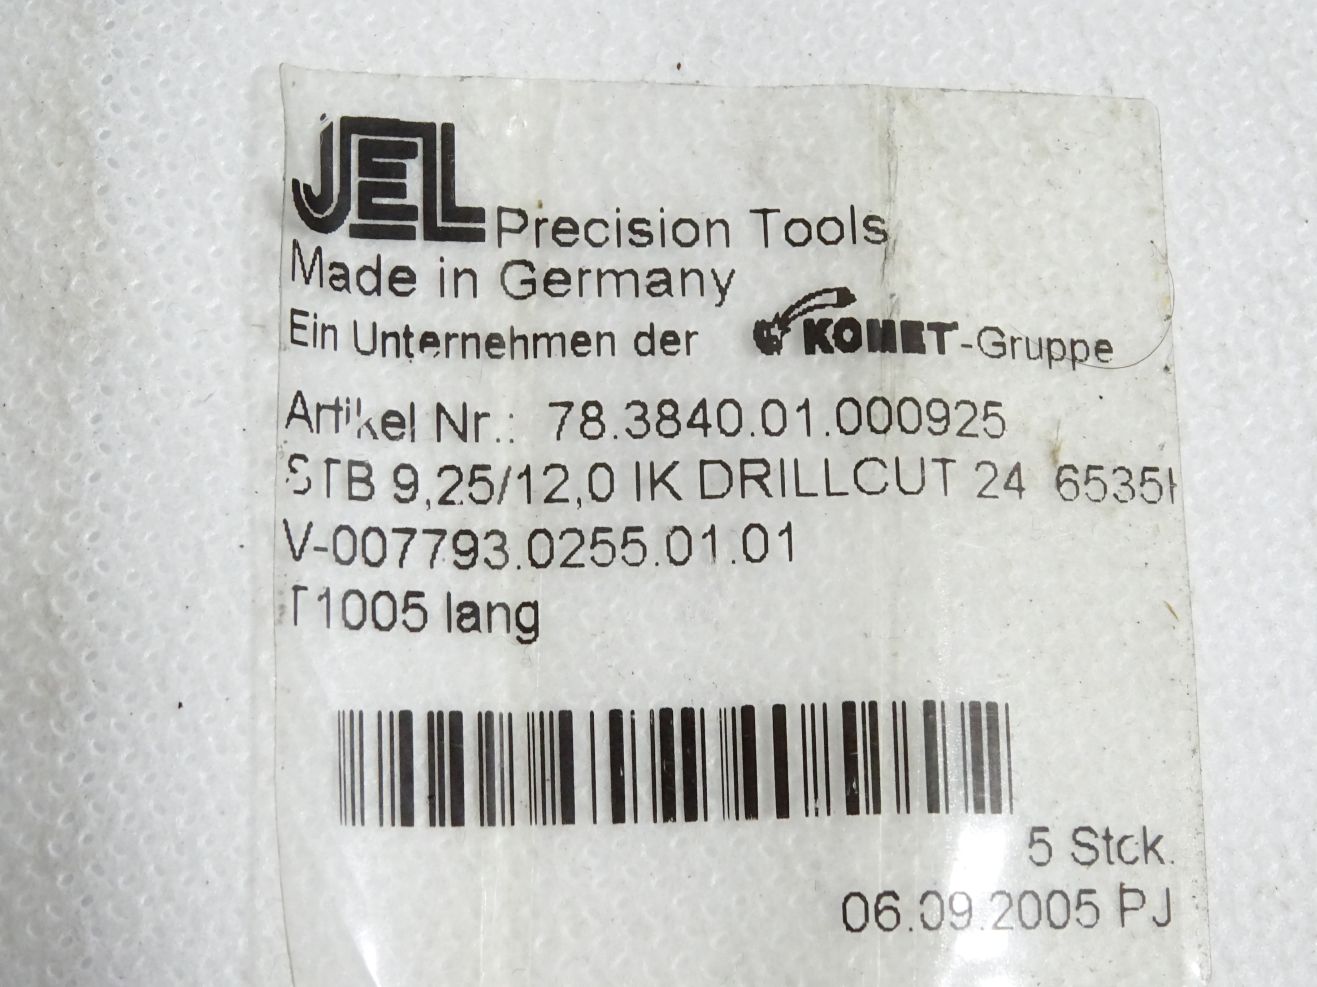 JEL Precision Tools
Made in Germany
Ein Unternehmen der KOMET-Gruppe
Artikel Nr.: 78.3840.01.000925
STB 9,25/12,0 IK DRILLCUT 24 6535H
V-007793.0255.01.01
T1005 lang
5 Stck.
06.09.2005 PJ